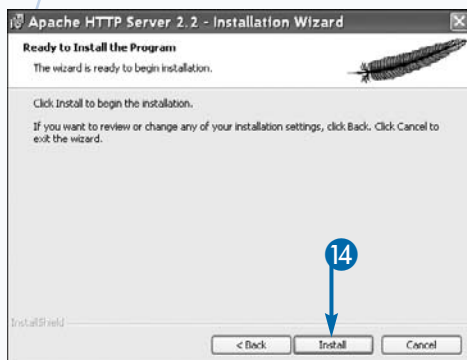 Apache HTTP Server 2.2 - Installation Wizard
Ready to Install the Program
The wizard is ready to begin installation.
Click Install to begin the installation.
If you want to review or change any of your installation settings, click Back. Click Cancel to
exit the wizard.
14
InstallShield
< Back Install Cancel